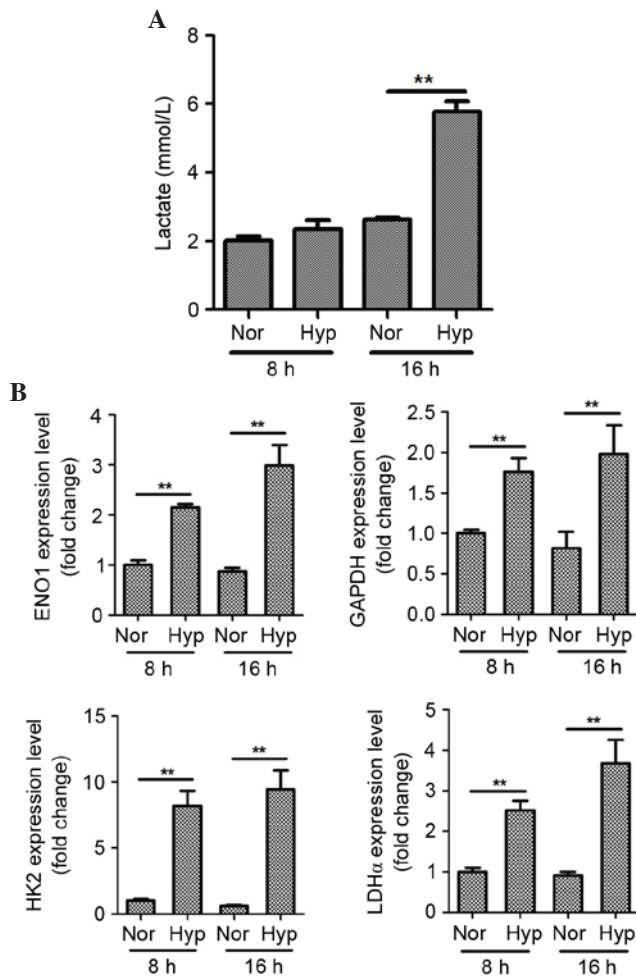 A
Lactate (mmol/L)
8
6
4
2
0
**
Nor Hyp Nor Hyp
8 h 16 h
B
ENO1 expression level
(fold change)
4
3
2
1
0
**
**
Nor Hyp Nor Hyp
8 h 16 h
GAPDH expression level
(fold change)
2.5
2.0
1.5
1.0
0.5
0.0
**
**
Nor Hyp Nor Hyp
8 h 16 h
HK2 expression level
(fold change)
15
10
5
0
**
**
Nor Hyp Nor Hyp
8 h 16 h
LDHα expression level
(fold change)
5
4
3
2
1
0
**
**
Nor Hyp Nor Hyp
8 h 16 h